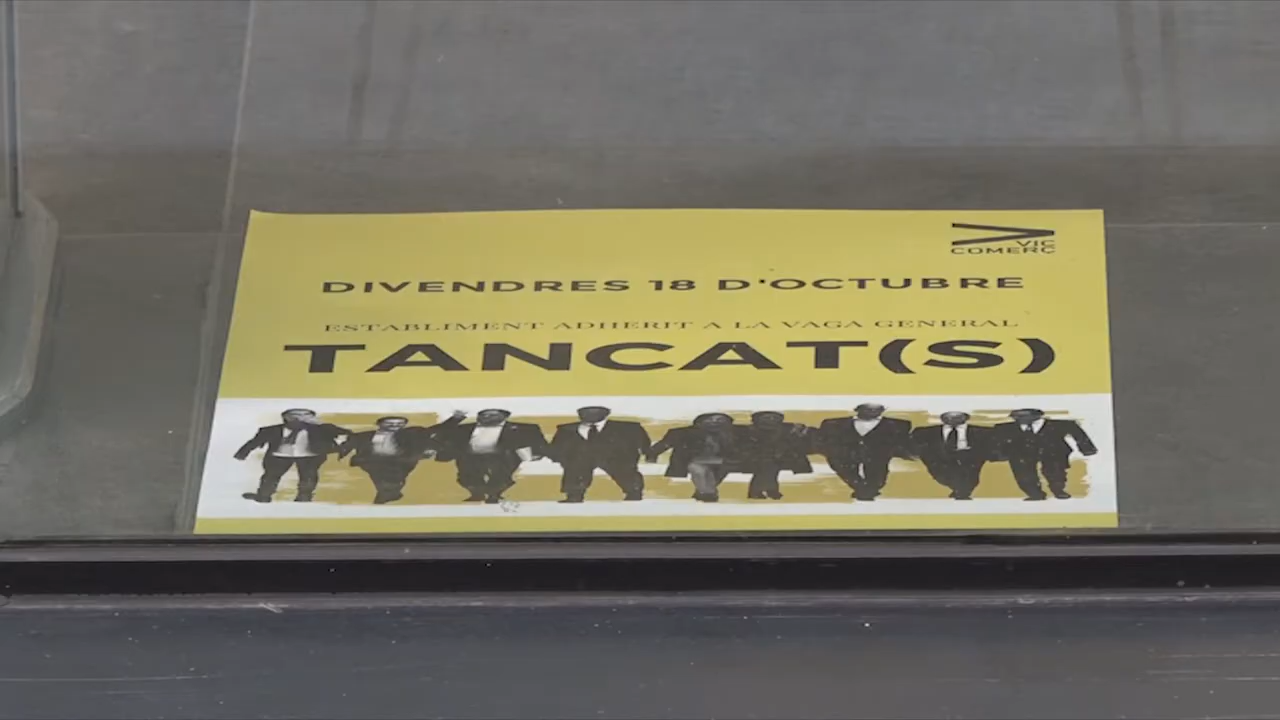 VIC
COMERÇ
DIVENDRES 18 D'OCTUBRE
ESTABLIMENT ADHERIT A LA VAGA GENERAL
TANCAT(S)